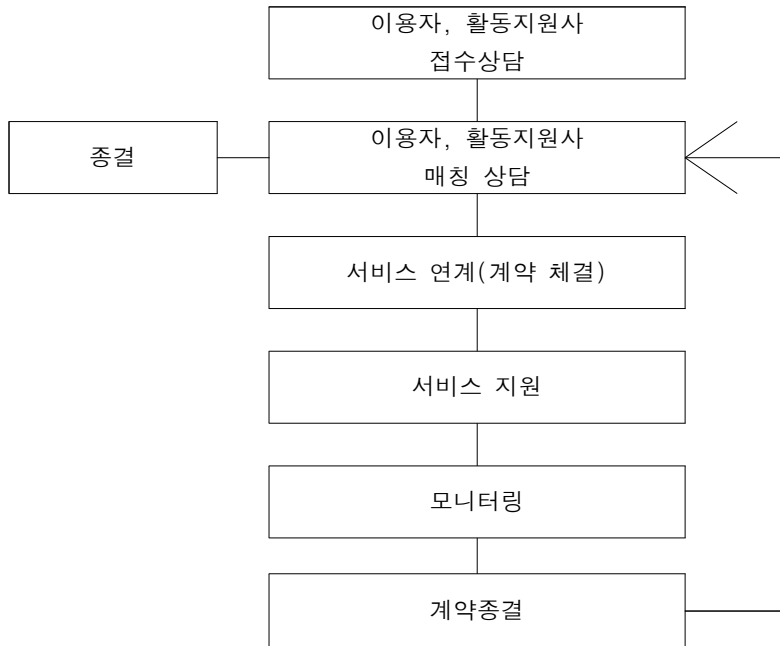 이용자, 활동지원사
접수상담
종결
이용자, 활동지원사
매칭 상담
서비스 연계(계약 체결)
서비스 지원
모니터링
계약종결